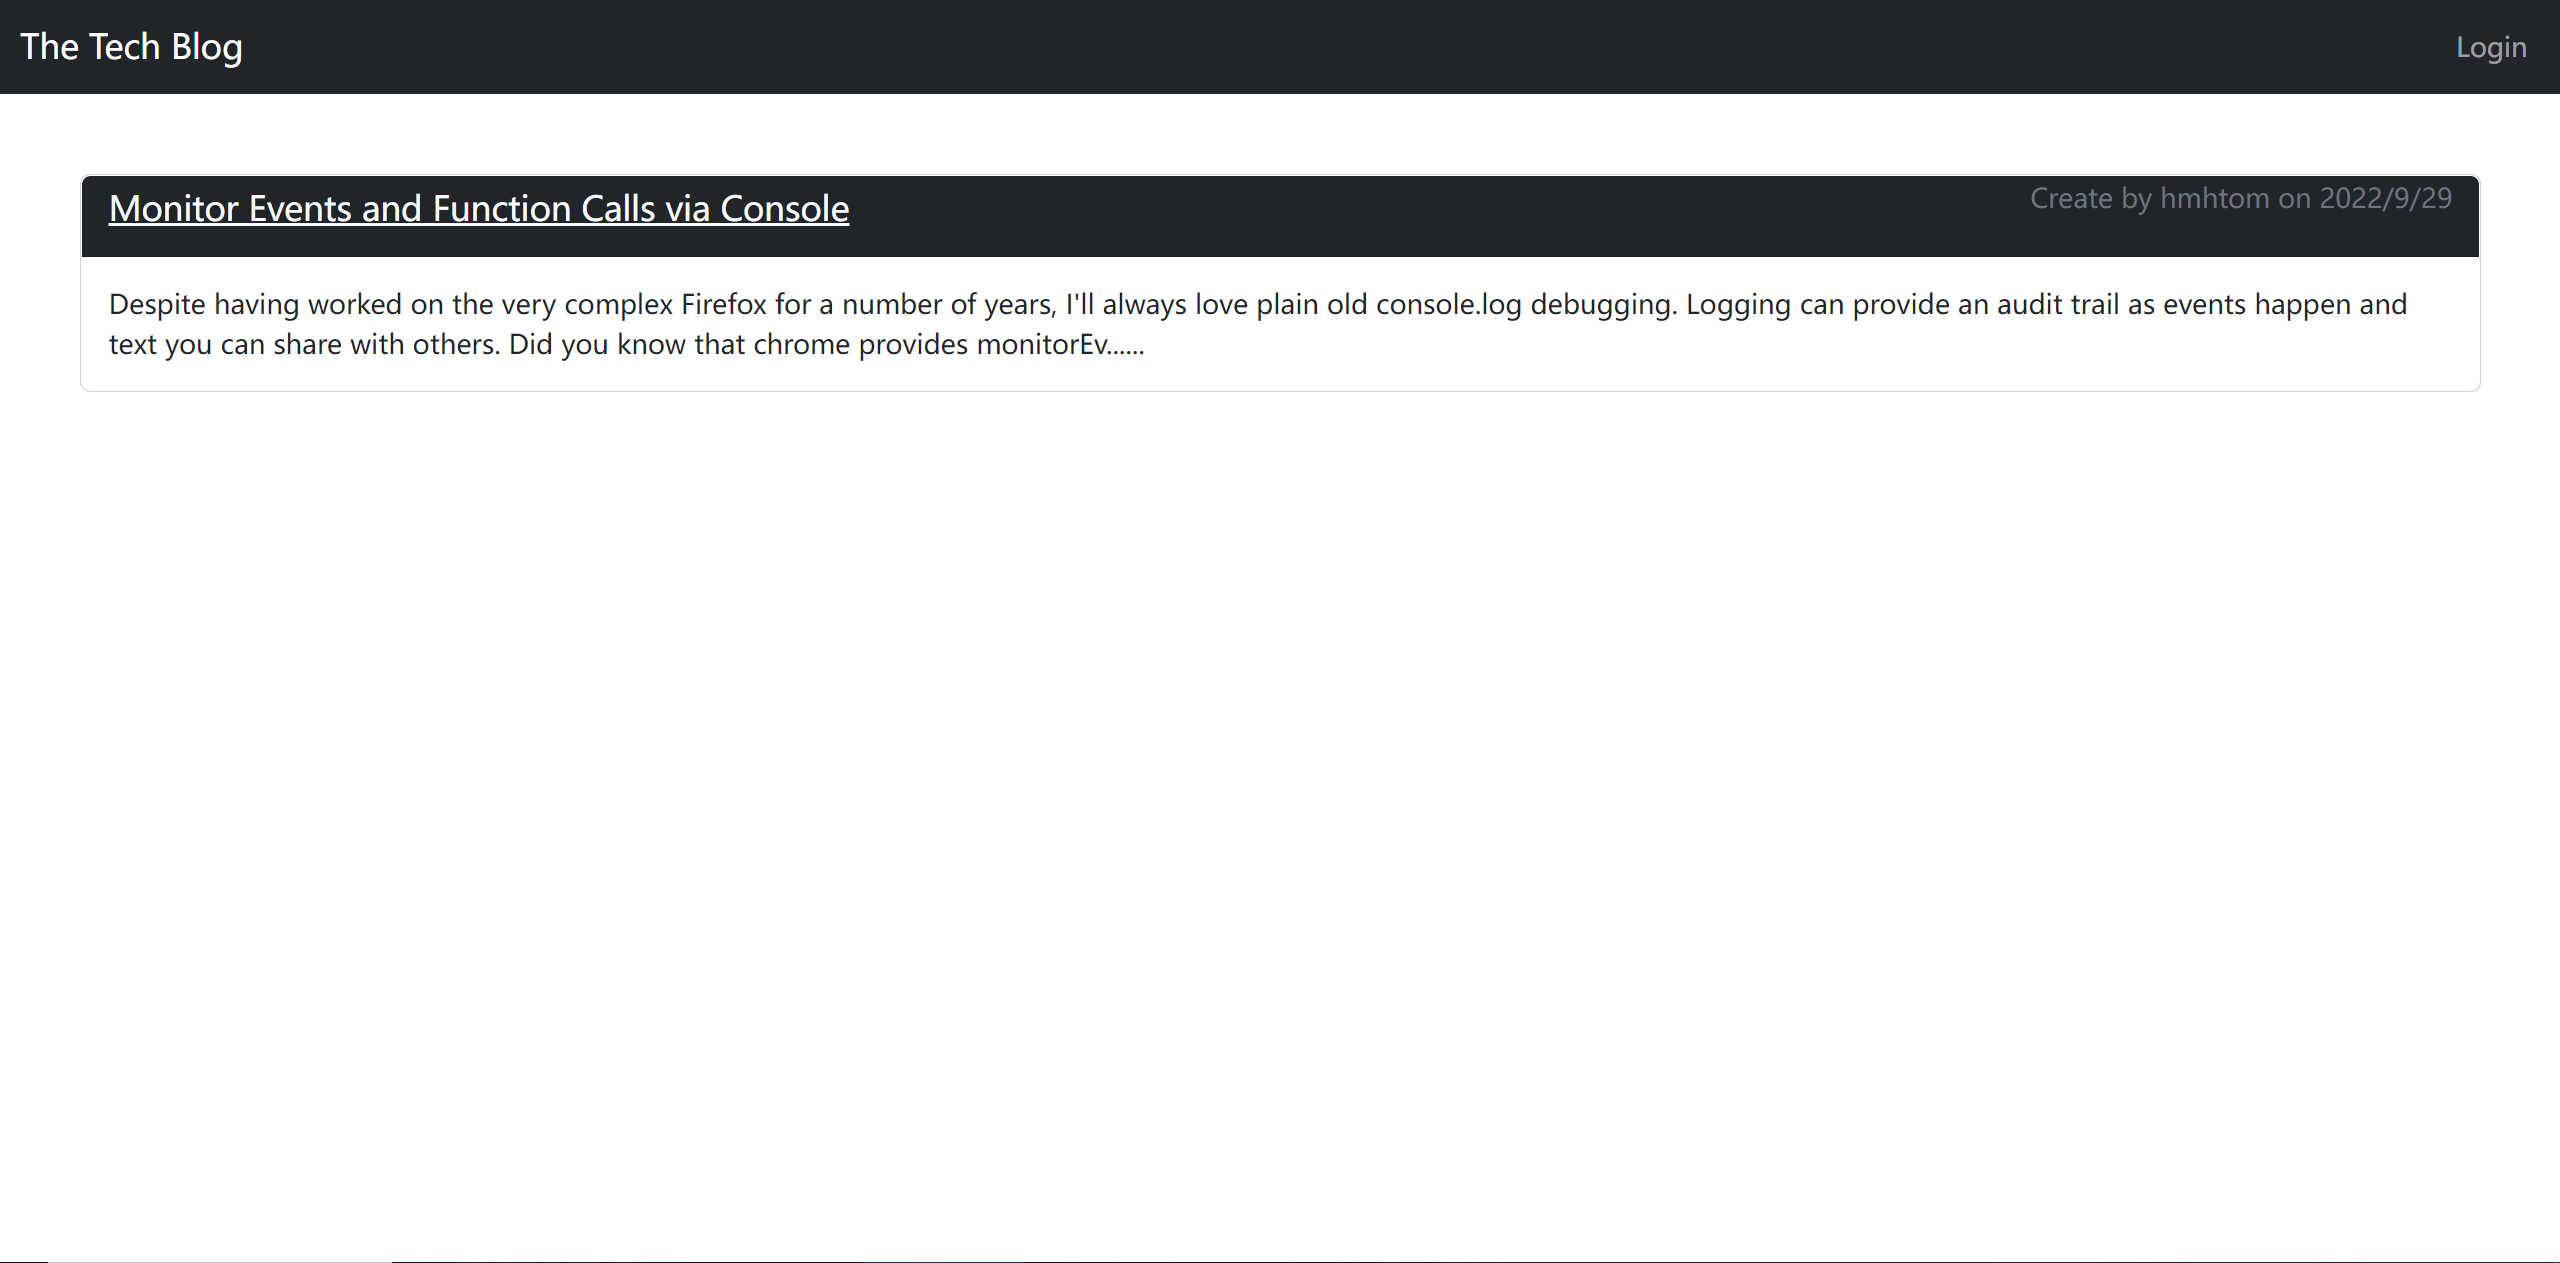 The Tech Blog
Login
Monitor Events and Function Calls via Console
Create by hmhtom on 2022/9/29
Despite having worked on the very complex Firefox for a number of years, I'll always love plain old console.log debugging. Logging can provide an audit trail as events happen and
text you can share with others. Did you know that chrome provides monitorEv......